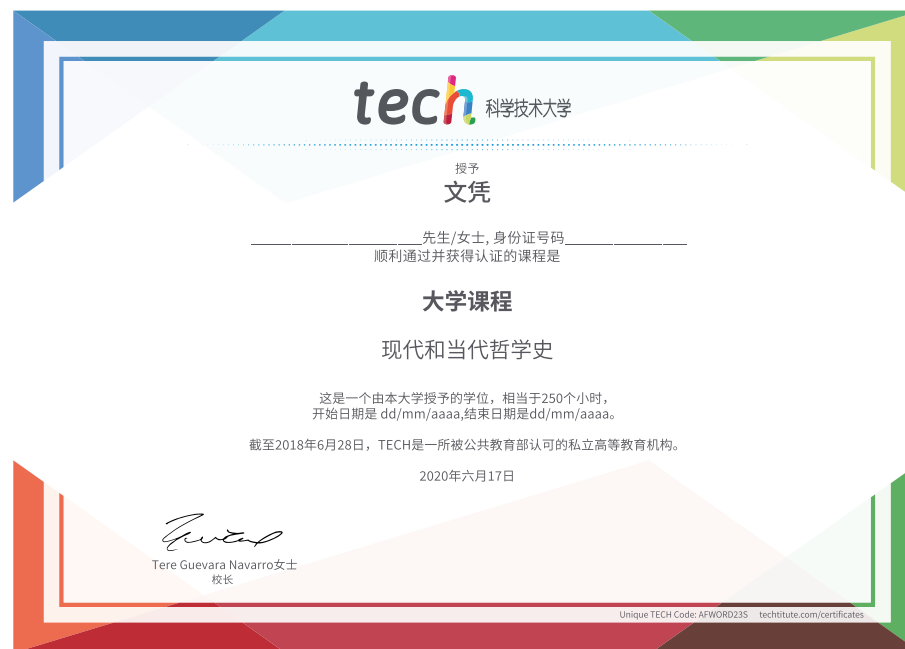 tech 科学技术大学
授予
文凭
________________________先生/女士, 身份证号码_________________
顺利通过并获得认证的课程是
大学课程
现代和当代哲学史
这是一个由本大学授予的学位，相当于250个小时，
开始日期是 dd/mm/aaaa,结束日期是dd/mm/aaaa。
截至2018年6月28日，TECH是一所被公共教育部认可的私立高等教育机构。
2020年六月17日
Tere Guevara Navarro女士
校长
Unique TECH Code: AFWORD23S techtitute.com/certificates